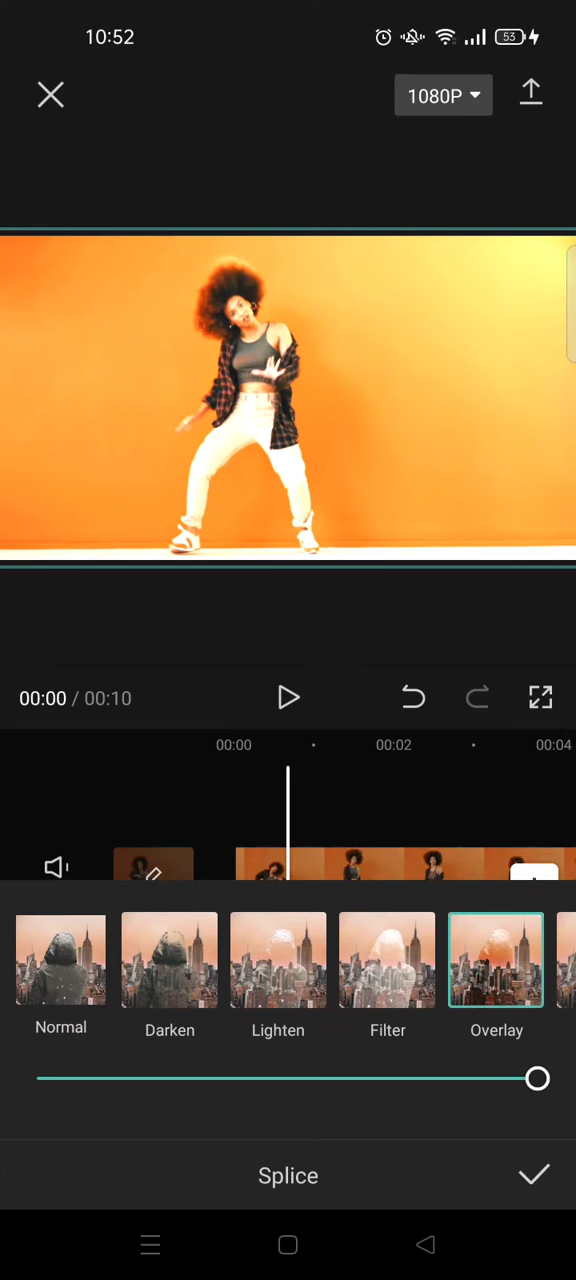 10:52
53
1080P
00:00 / 00:10
00:00
00:02
00:04
Normal
Darken
Lighten
Filter
Overlay
Splice